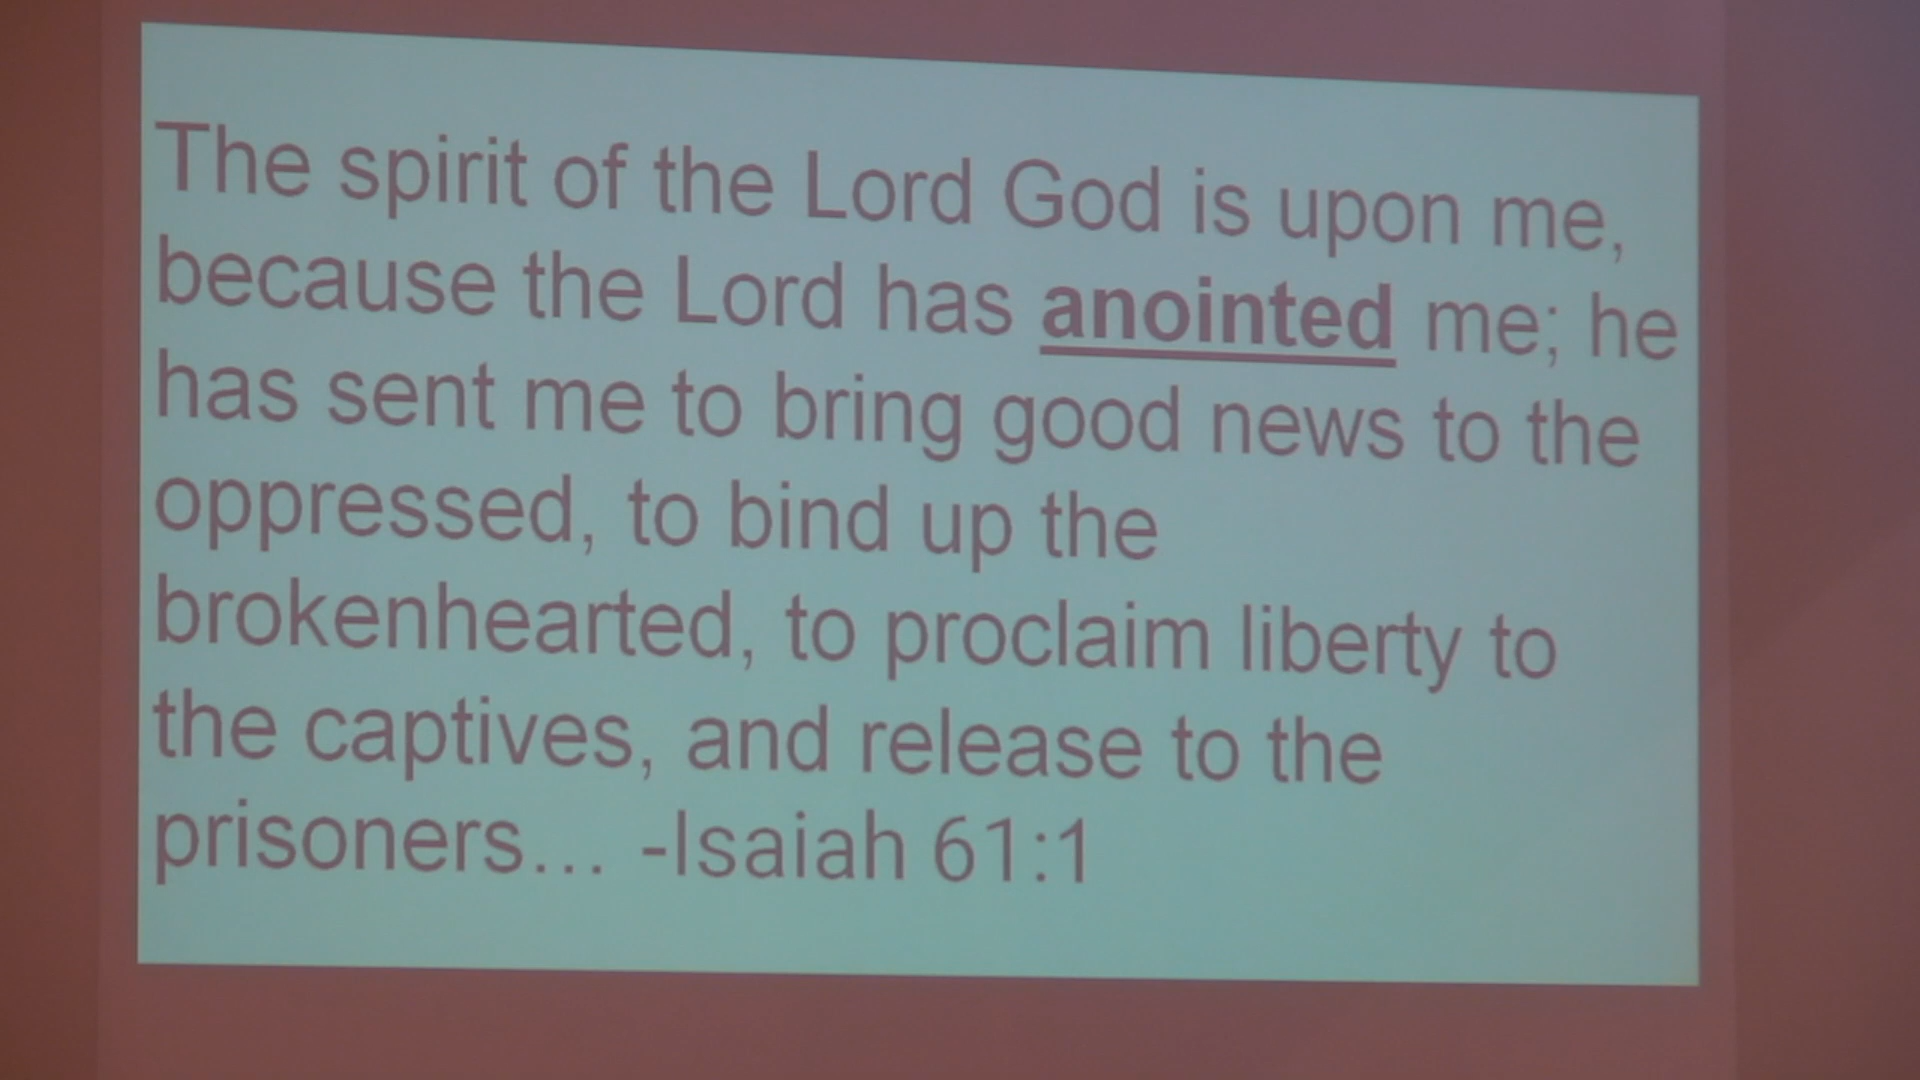 The spirit of the Lord God is upon me,
because the Lord has anointed me; he
has sent me to bring good news to the
oppressed, to bind up the
brokenhearted, to proclaim liberty to
the captives, and release to the
prisoners… -Isaiah 61:1